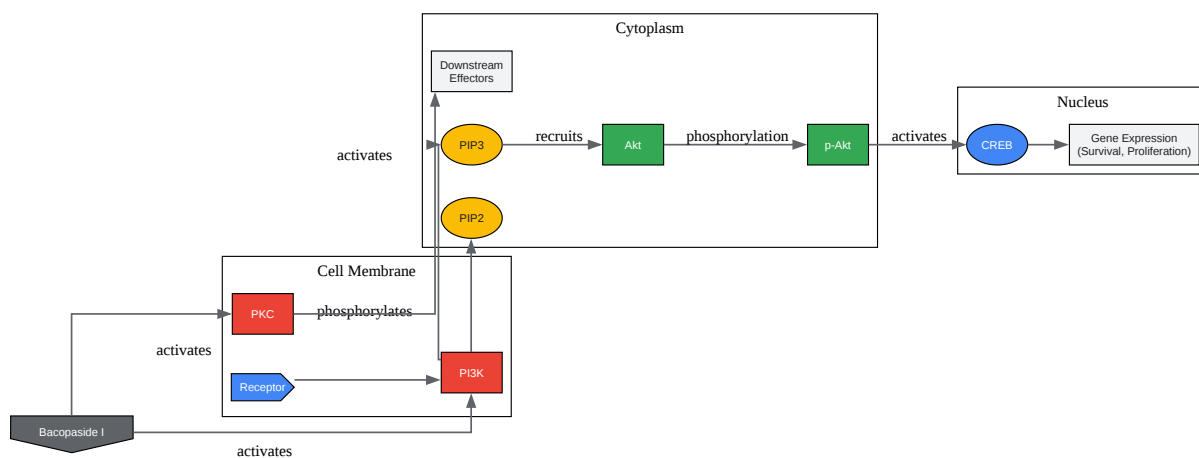 Cytoplasm
Downstream
Effectors
Nucleus
activates
PIP3
recruits
Akt
phosphorylation
p-Akt
activates
CREB
Gene Expression
(Survival, Proliferation)
PIP2
Cell Membrane
PKC
phosphorylates
activates
Receptor
PI3K
Bacopaside I
activates